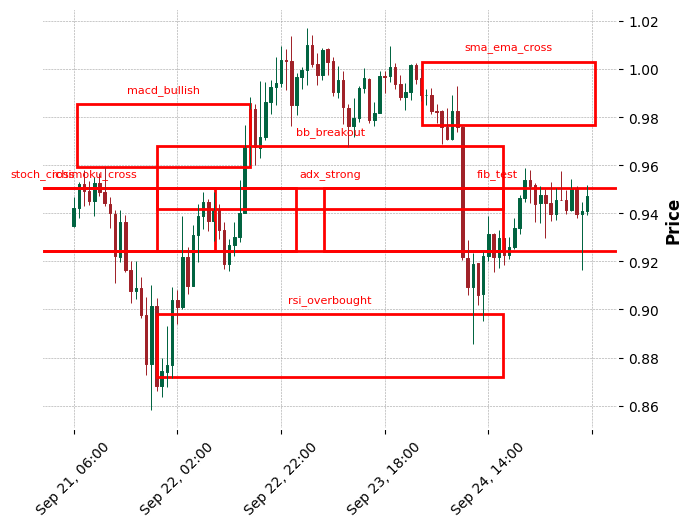 1.02
sma_ema_cross
1.00
macd_bullish
0.98
bb_breakout
0.96
stoch_cross
ichimoku_cross
adx_strong
fib_test
0.94
Price
0.92
0.90
rsi_overbought
0.88
0.86
Sep 21, 06:00
Sep 22, 02:00
Sep 22, 22:00
Sep 23, 18:00
Sep 24, 14:00